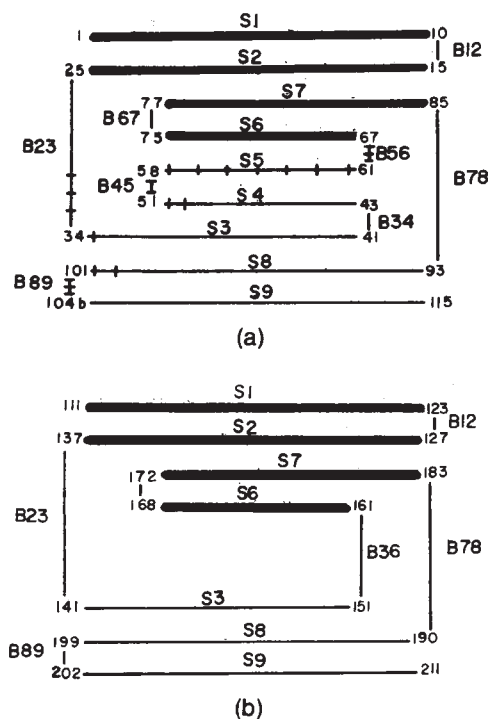 S1
1 10
B12
S2
25 15
S7
77 85
B67
S6
73 67
B23 B56
S5
58 61
B45 B78
S4
51 43
B34
S3
34 41
S8
101 93
B89
S9
104b 115
(a)
S1
111 123
B12
S2
137 127
S7
172 183
S6
168 161
B23 B36 B78
S3
141 151
S8
199 190
B89
S9
202 211
(b)